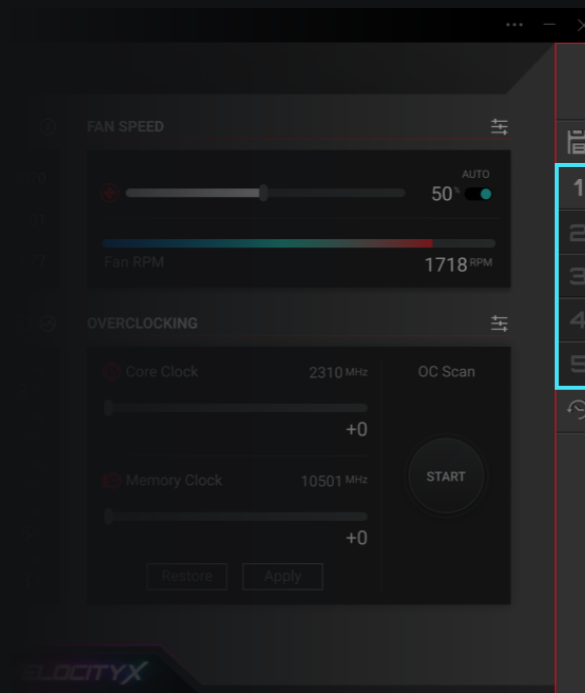 FAN SPEED
AUTO
50%
Fan RPM
1718 RPM
OVERCLOCKING
Core Clock
2310 MHz
OC Scan
+0
START
Memory Clock
10501 MHz
+0
Restore
Apply
1
2
3
4
5